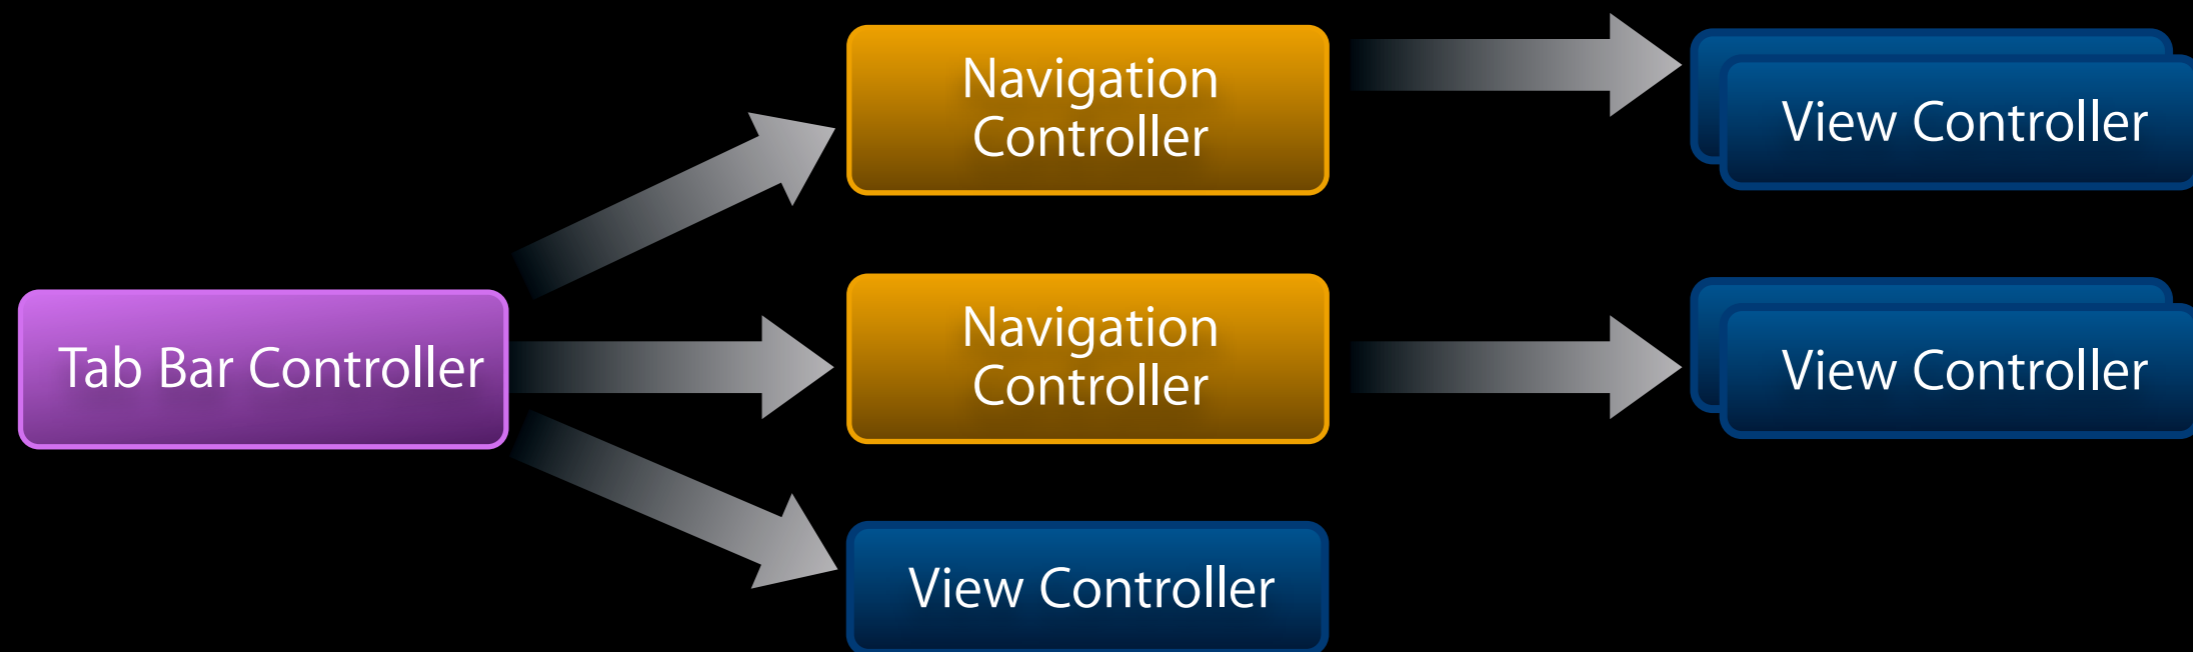 Navigation
Controller
View Controller
Tab Bar Controller
Navigation
Controller
View Controller
View Controller